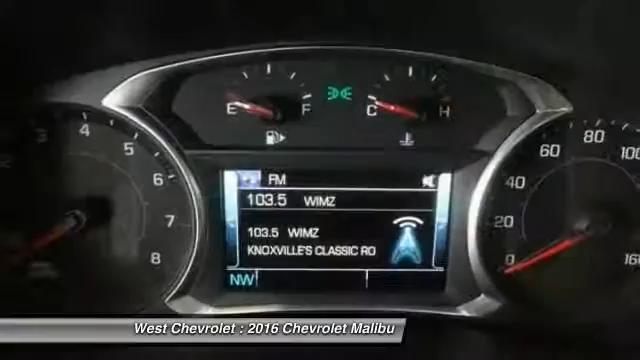 E F
C H
4
5
6
7
8
FM
103.5 WIMZ
103.5 WIMZ
KNOXVILLE'S CLASSIC RO
NW
0
20
40
60
80
100
160
West Chevrolet : 2016 Chevrolet Malibu